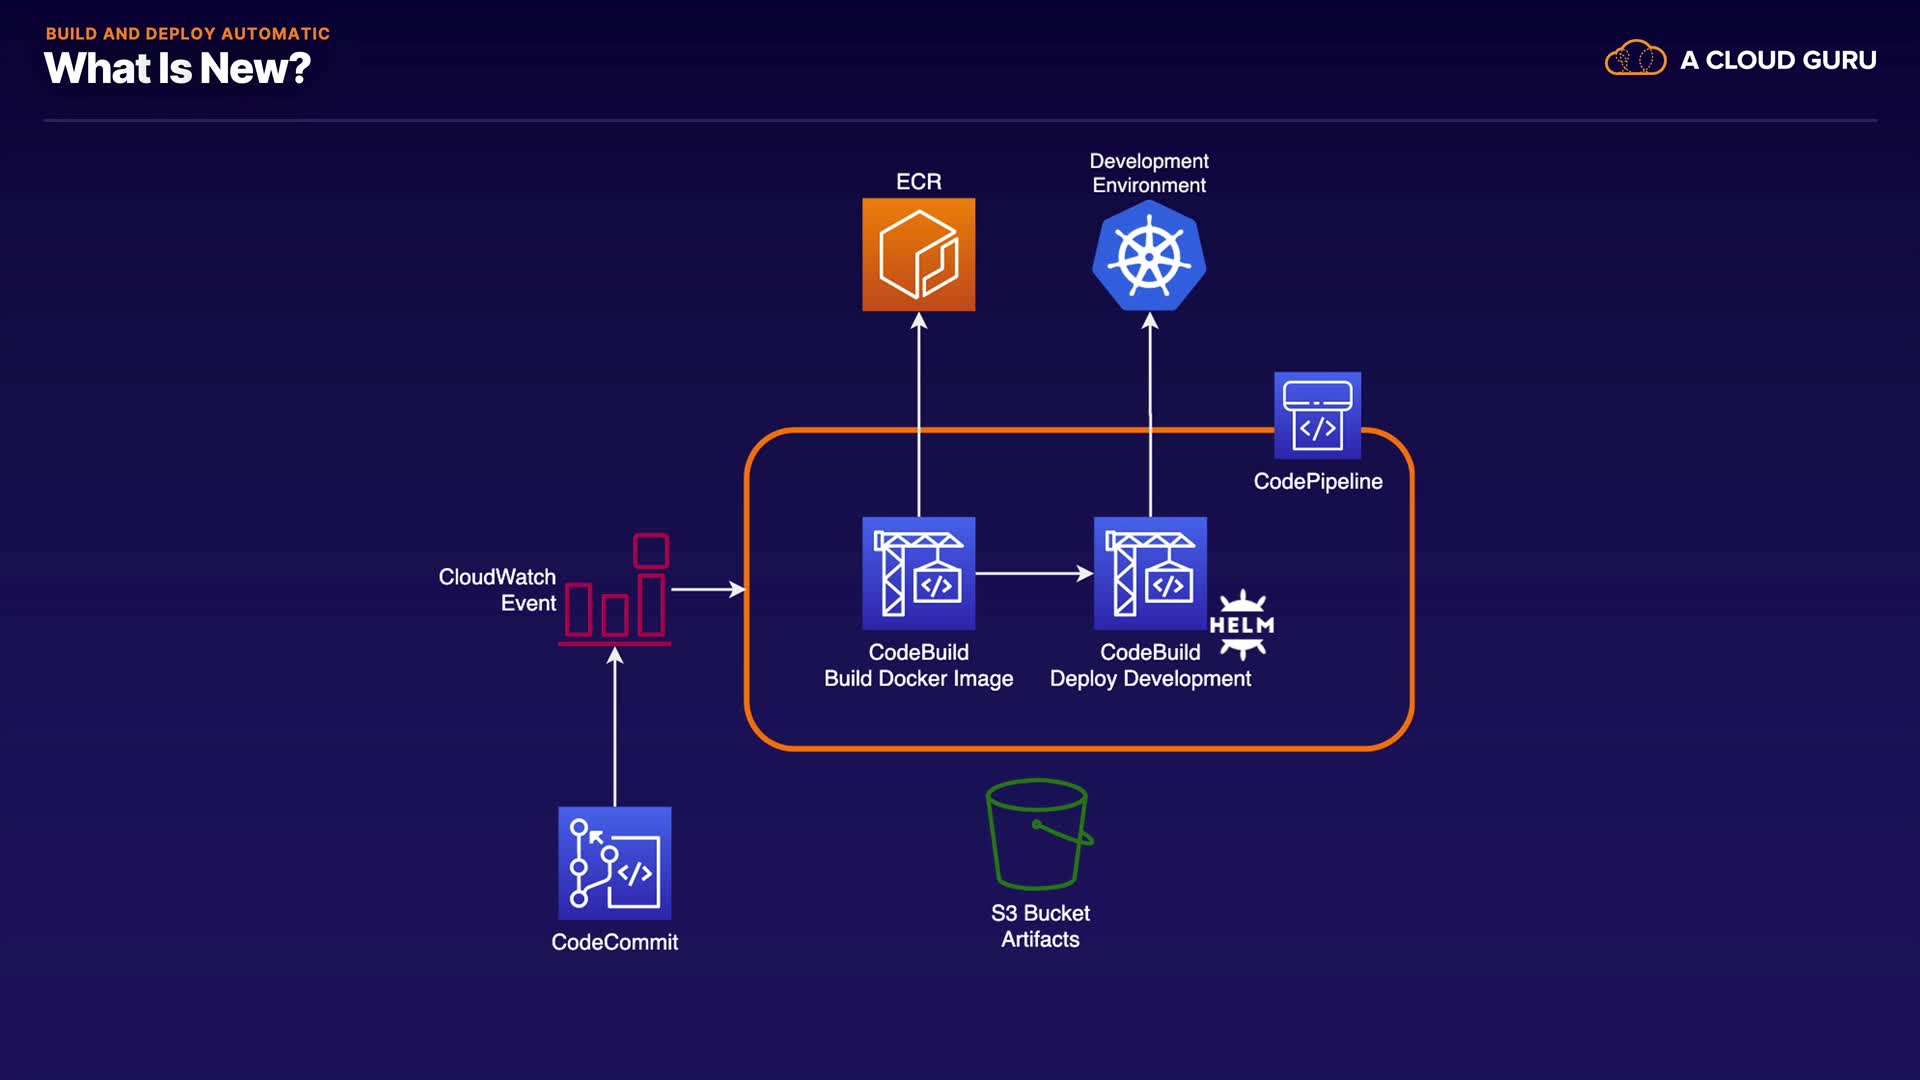 BUILD AND DEPLOY AUTOMATIC
What Is New?
A CLOUD GURU
ECR
Development
Environment
CodePipeline
CloudWatch
Event
</>
</>
</>
HELM
CodeBuild
Build Docker Image
CodeBuild
Deploy Development
</>
CodeCommit
S3 Bucket
Artifacts